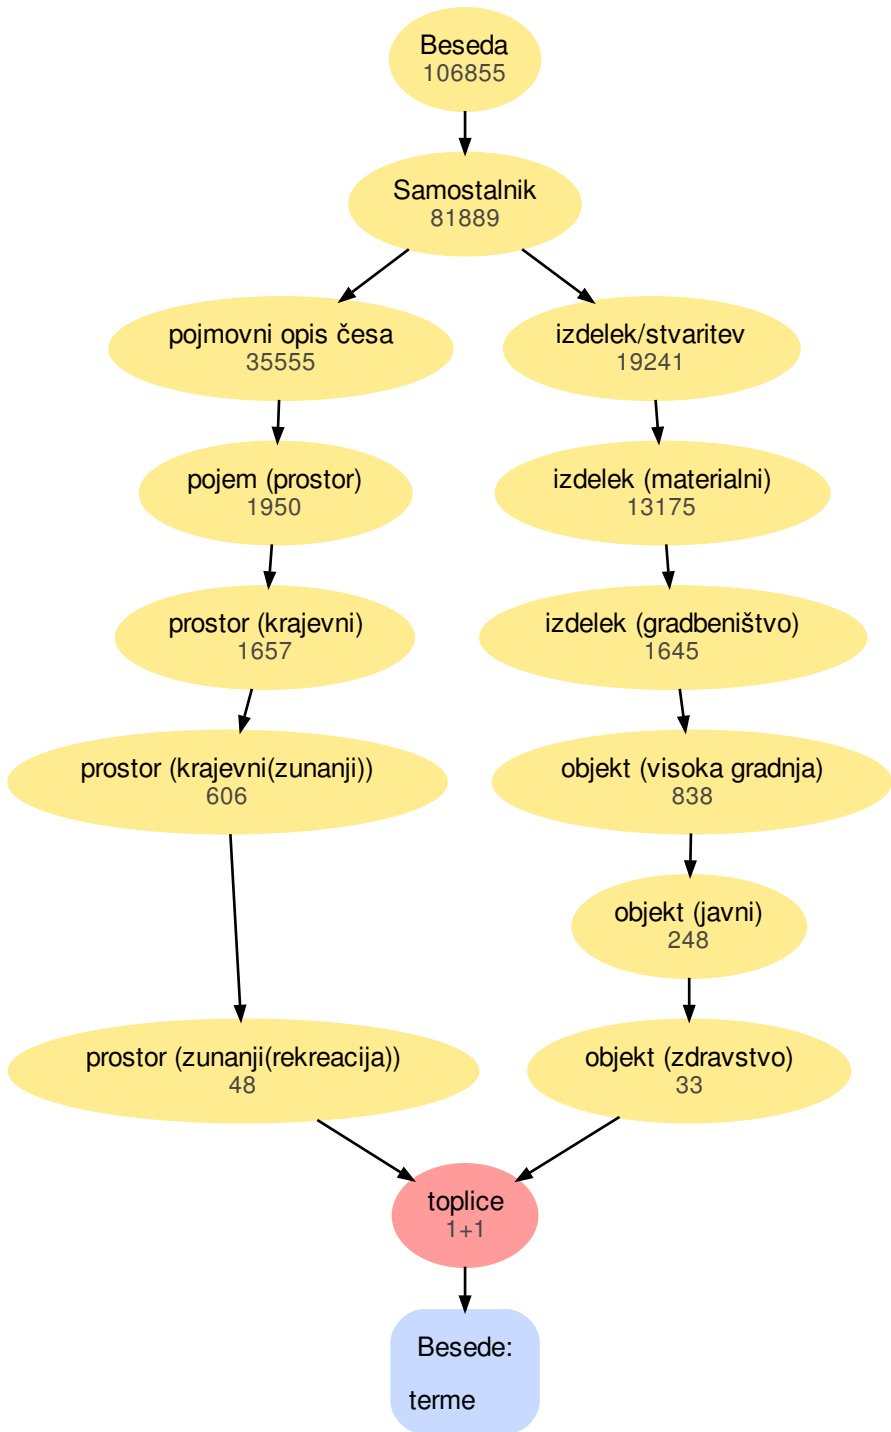 Beseda
106855
Samostalnik
81889
pojmovni opis česa
35555
izdelek/stvaritev
19241
pojem (prostor)
1950
izdelek (materialni)
13175
prostor (krajevni)
1657
izdelek (gradbeništvo)
1645
prostor (krajevni(zunanji))
606
objekt (visoka gradnja)
838
objekt (javni)
248
prostor (zunanji(rekreacija))
48
objekt (zdravstvo)
33
toplice
1+1
Besede:
terme